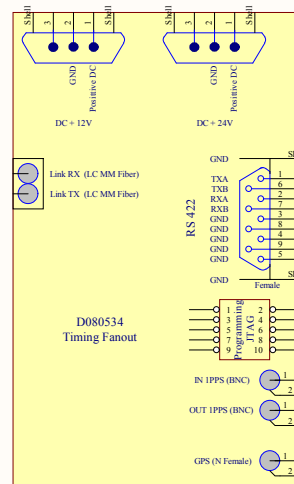 Shell 3 2 1 Shell
GND
Positive DC
DC + 12V
Shell 3 2 1 Shell
GND
Positive DC
DC + 24V
Link RX (LC MM Fiber)
Link TX (LC MM Fiber)
RS 422
GND
TXA 1
TXB 6
RXA 2
RXB 7
GND 3
GND 8
GND 4
GND 9
GND 5
GND
Female
D080534
Timing Fanout
Programming
JTAG
1 2
3 4
5 6
7 8
9 10
IN 1PPS (BNC) 1
2
OUT 1PPS (BNC) 1
2
GPS (N Female) 1
2